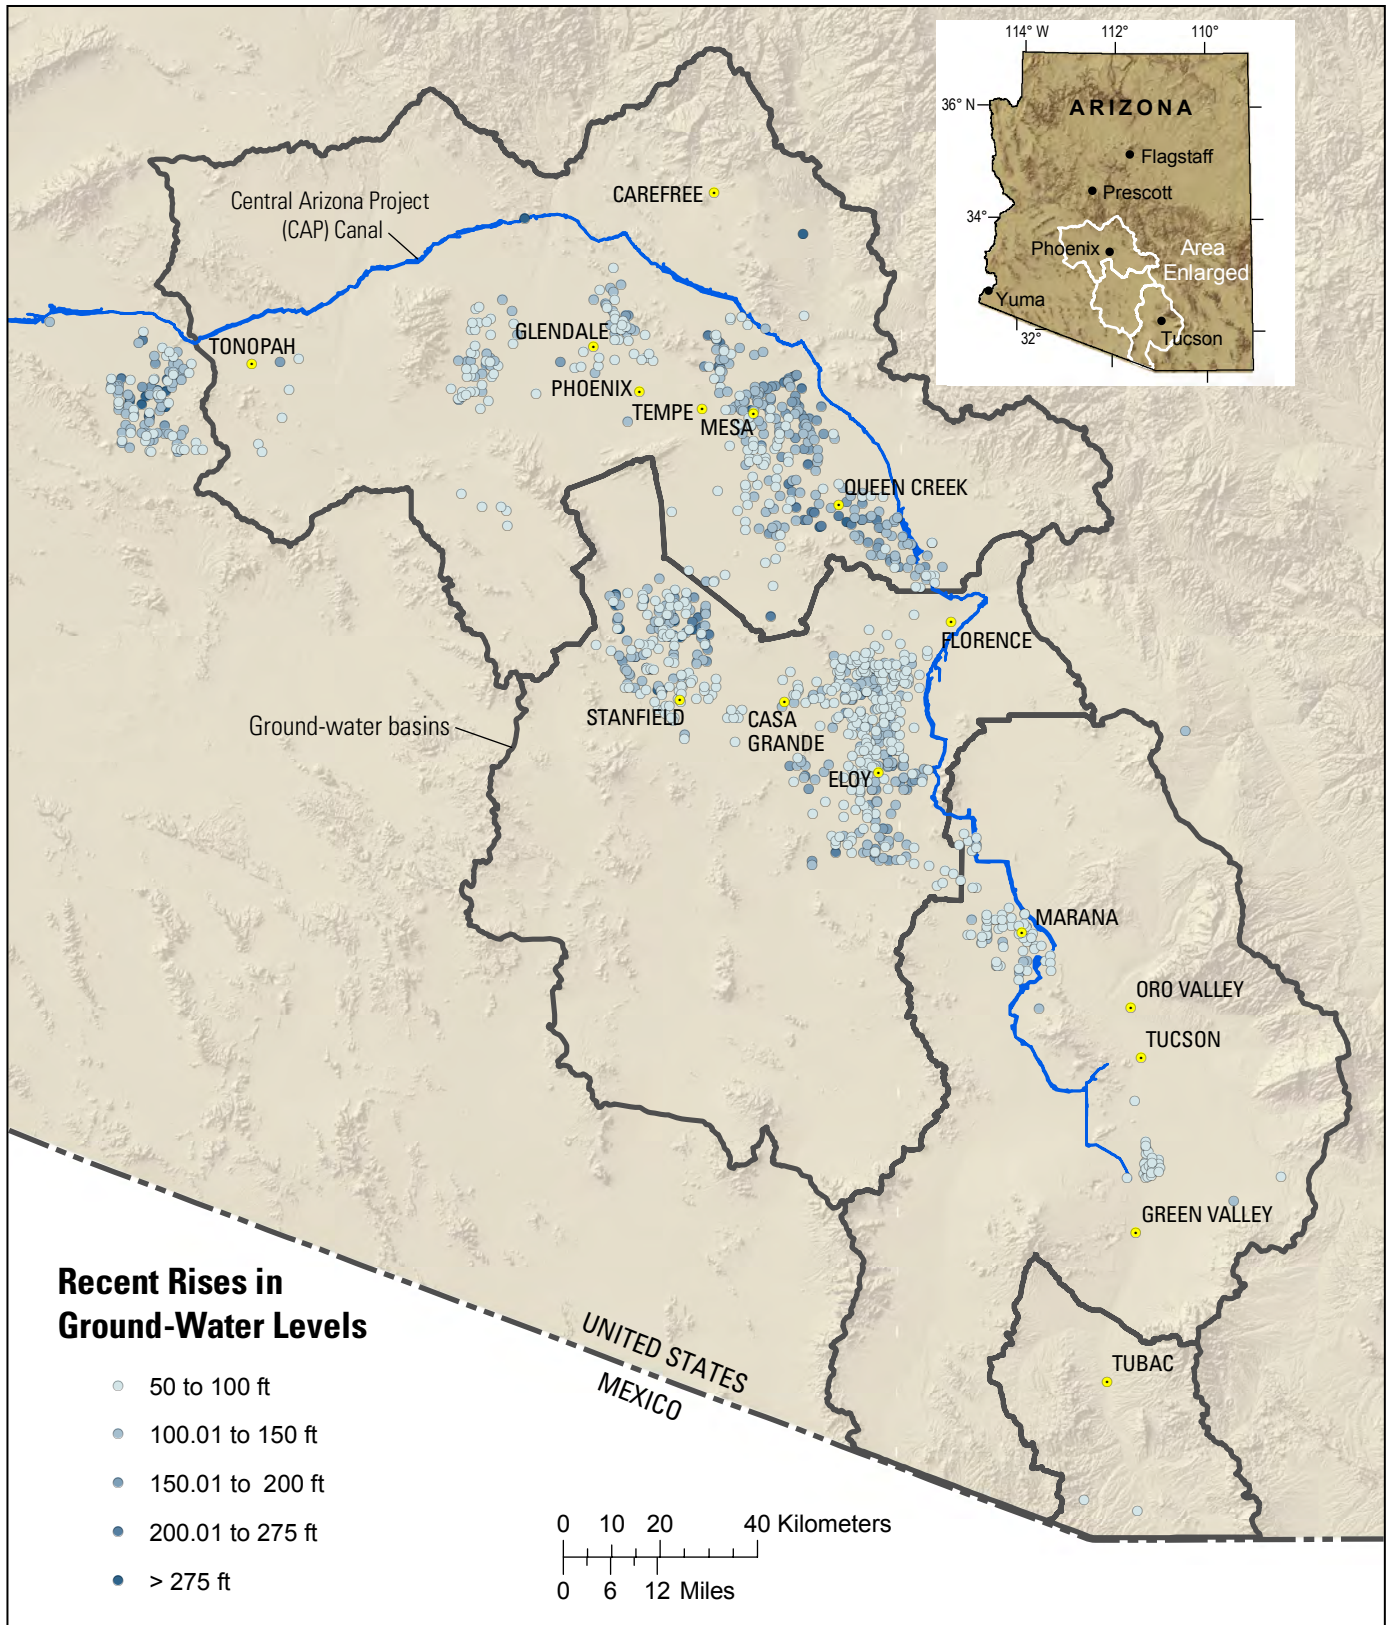 114° W
112°
110°
36° N
ARIZONA
Flagstaff
Prescott
34°
Phoenix
Area
Enlarged
Yuma
32°
Tucson
CAREFREE
Central Arizona Project
(CAP) Canal
GLENDALE
TONOPAH
PHOENIX
TEMPE
MESA
QUEEN CREEK
FLORENCE
STANFIELD
CASA
GRANDE
Ground-water basins
ELOY
MARANA
ORO VALLEY
TUCSON
GREEN VALLEY
TUBAC
UNITED STATES
MEXICO
Recent Rises in
Ground-Water Levels
50 to 100 ft
100.01 to 150 ft
150.01 to 200 ft
200.01 to 275 ft
> 275 ft
0 10 20 40 Kilometers
0 6 12 Miles